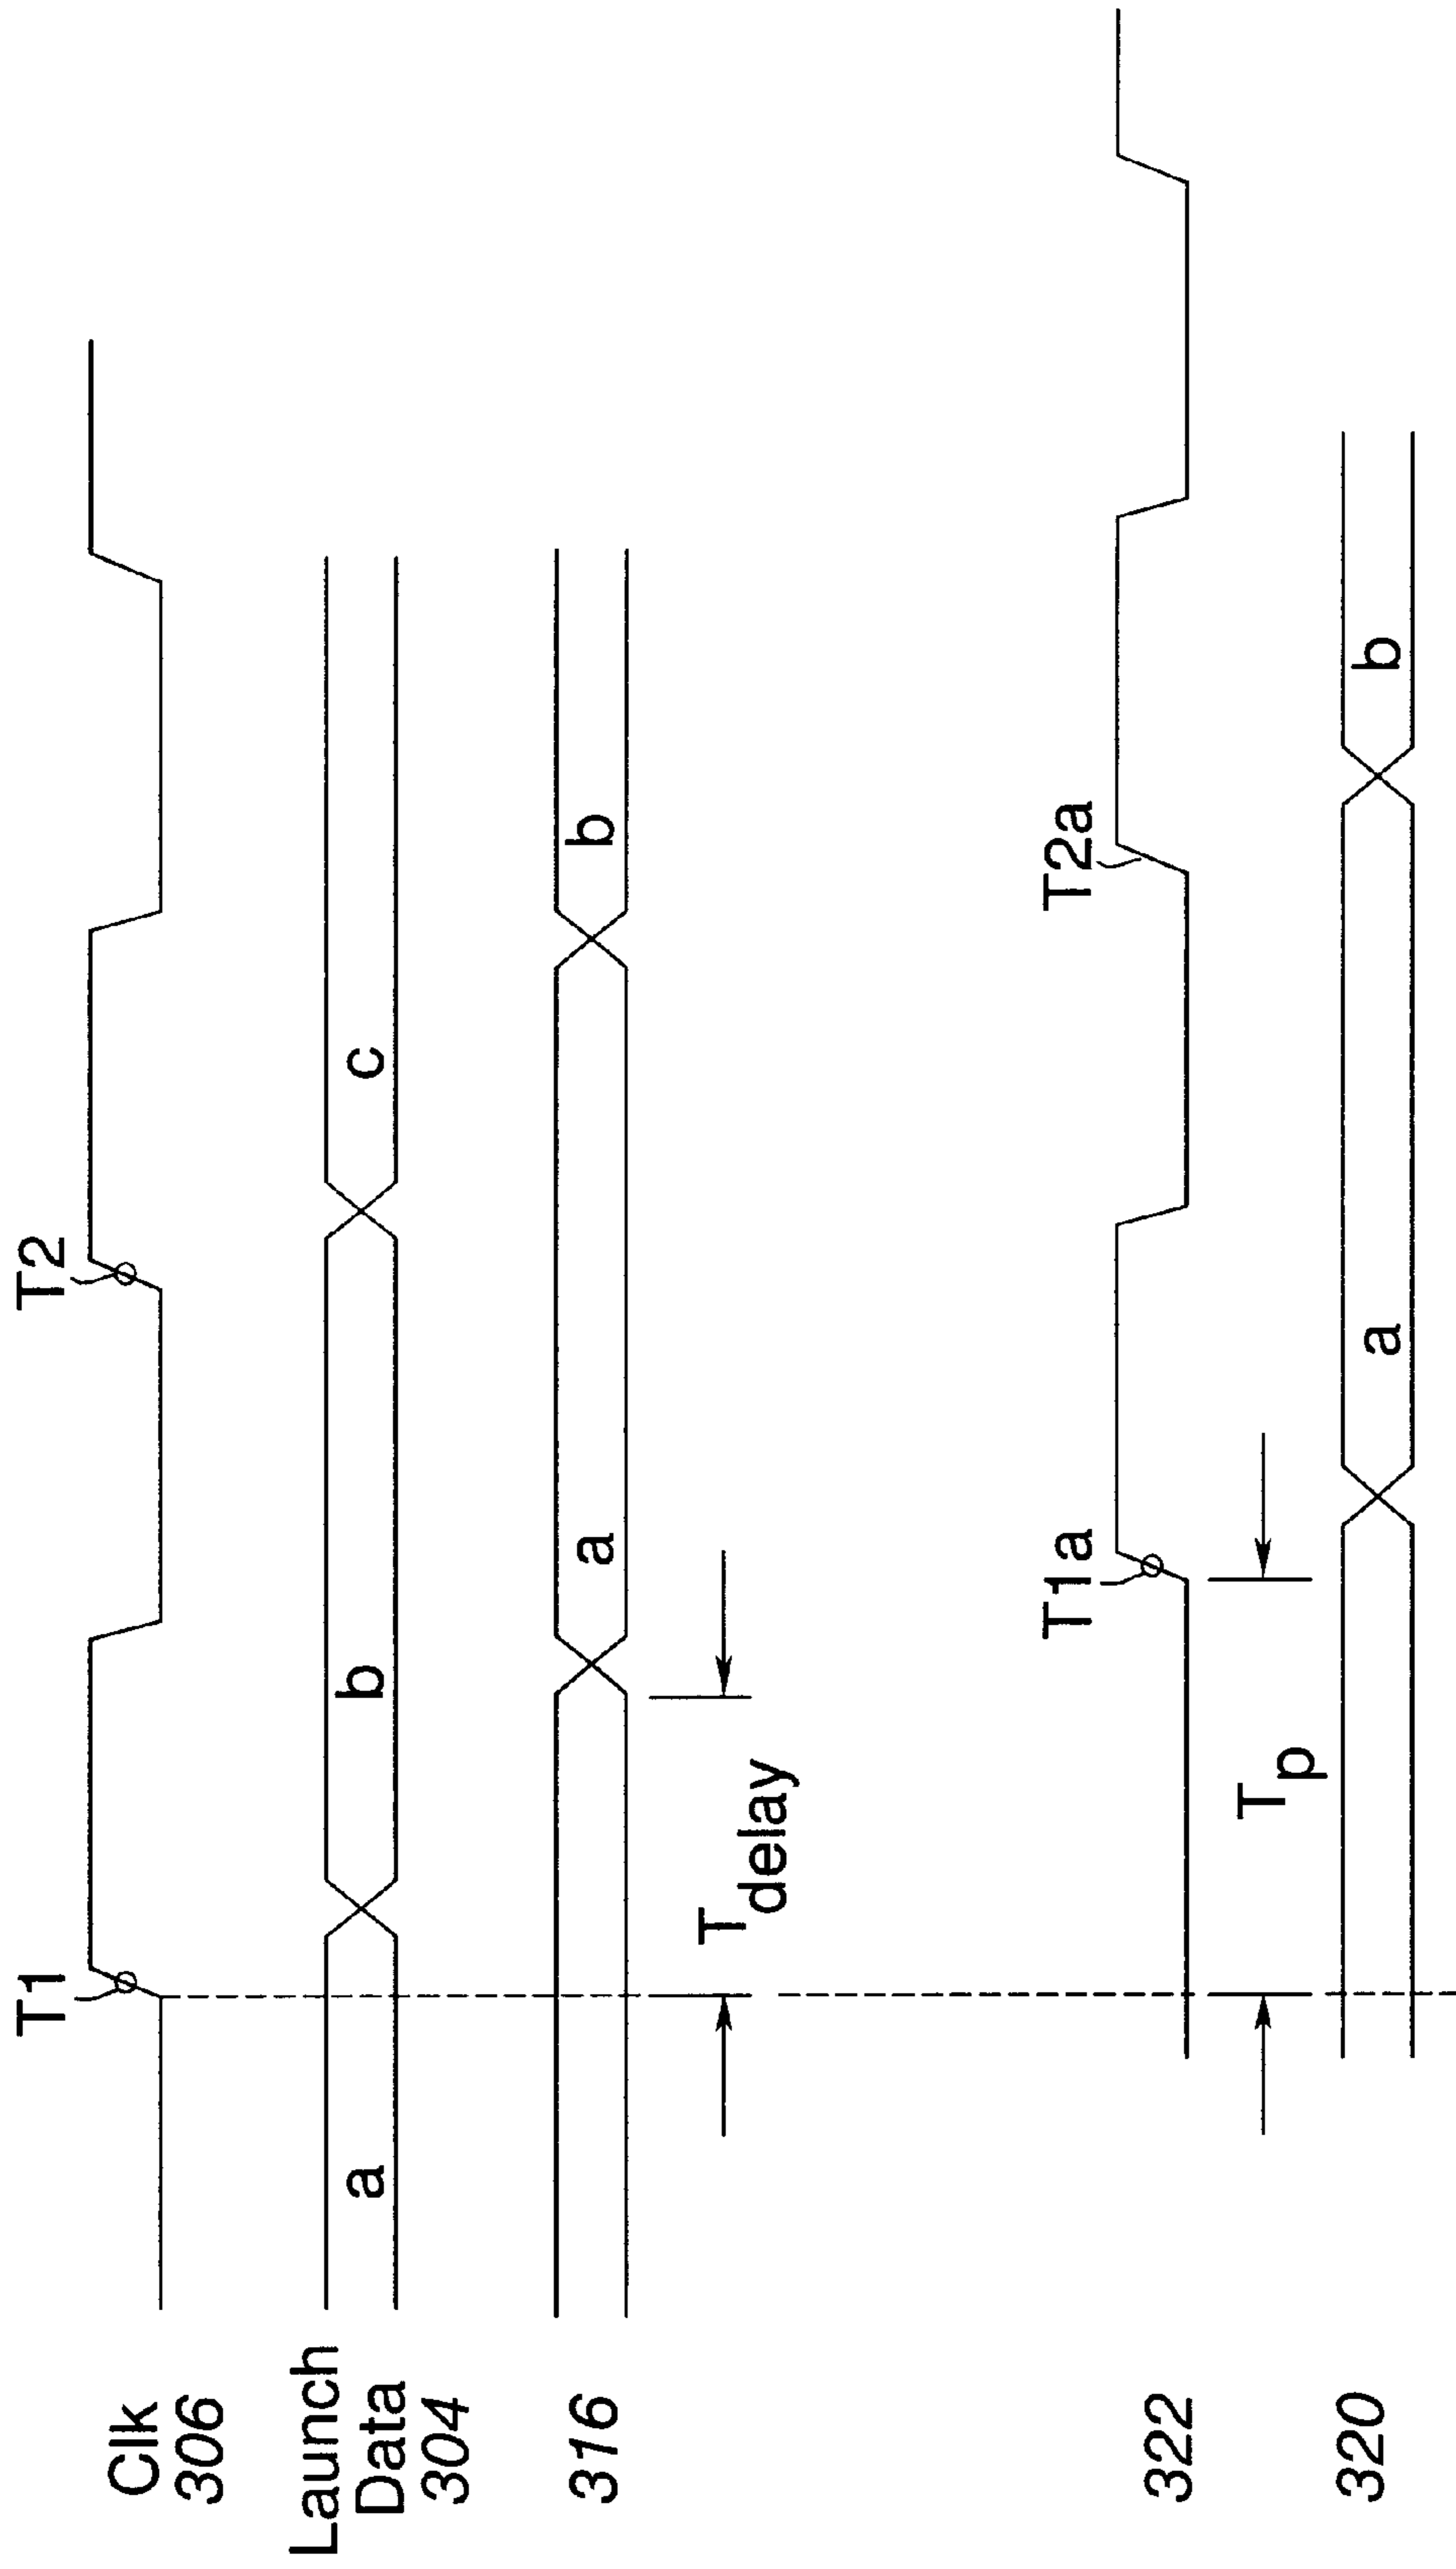 T1
T2
Clk
306
Launch
Data
304
a
b
c
316
a
b
T delay
T1a
T2a
322
T p
320
a
b